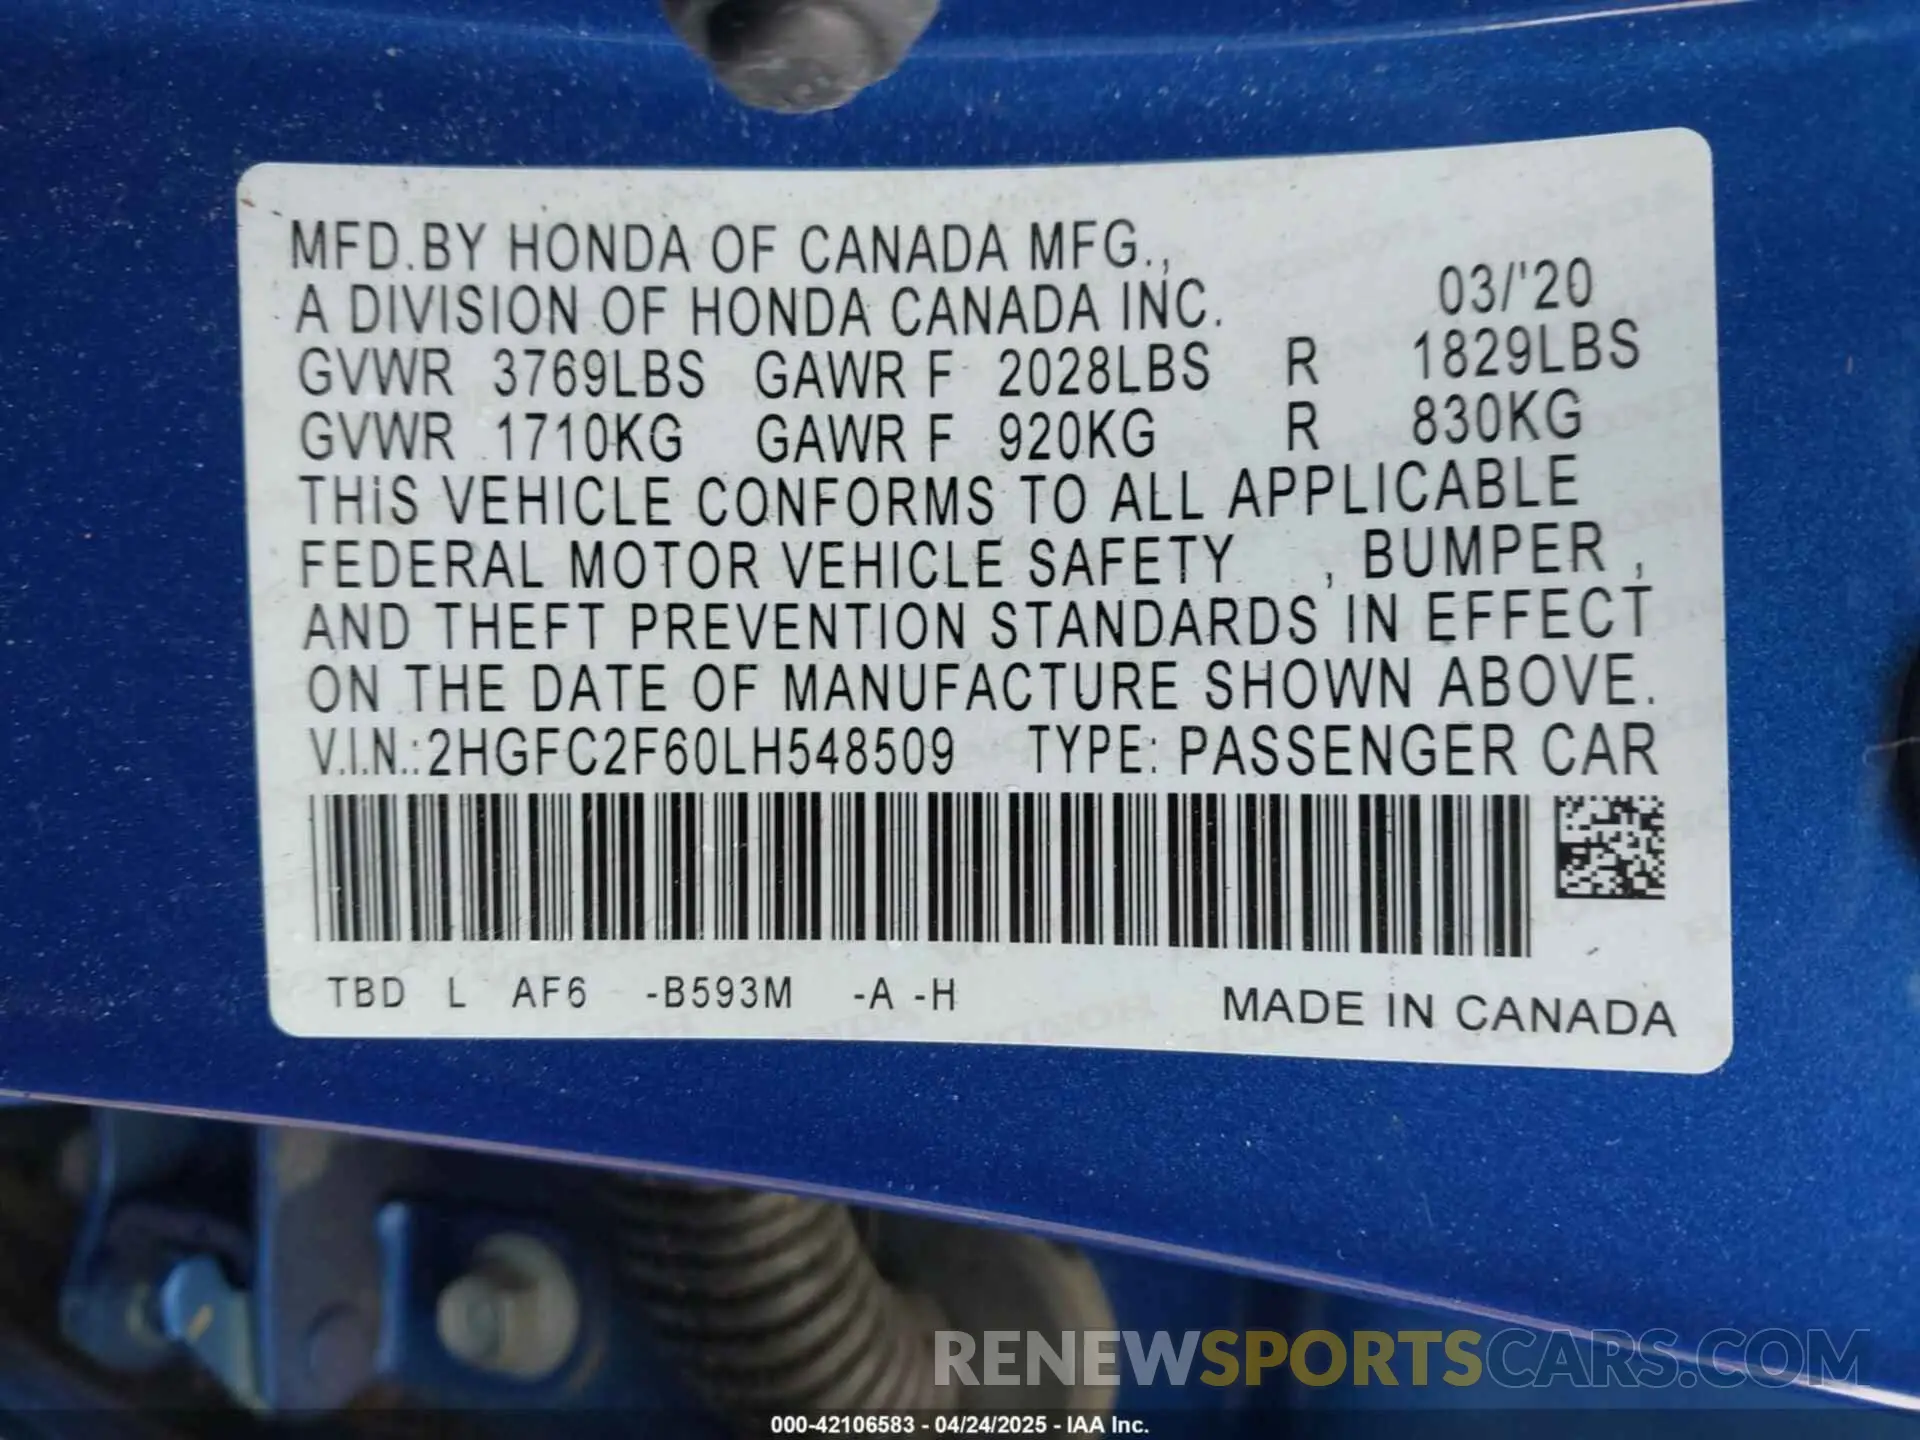 MFD.BY HONDA OF CANADA MFG.,
A DIVISION OF HONDA CANADA INC. 03/'20
GVWR 3769LBS GAWR F 2028LBS R 1829LBS
GVWR 1710KG GAWR F 920KG R 830KG
THiS VEHICLE CONFORMS TO ALL APPLICABLE
FEDERAL MOTOR VEHICLE SAFETY , BUMPER ,
AND THEFT PREVENTION STANDARDS IN EFFECT
ON THE DATE OF MANUFACTURE SHOWN ABOVE.
V.I.N.:2HGFC2F60LH548509 TYPE: PASSENGER CAR
TBD L AF6 -B593M -A -H MADE IN CANADA
RENEWSPORTSCARS.COM
000-42106583 - 04/24/2025 - IAA Inc.